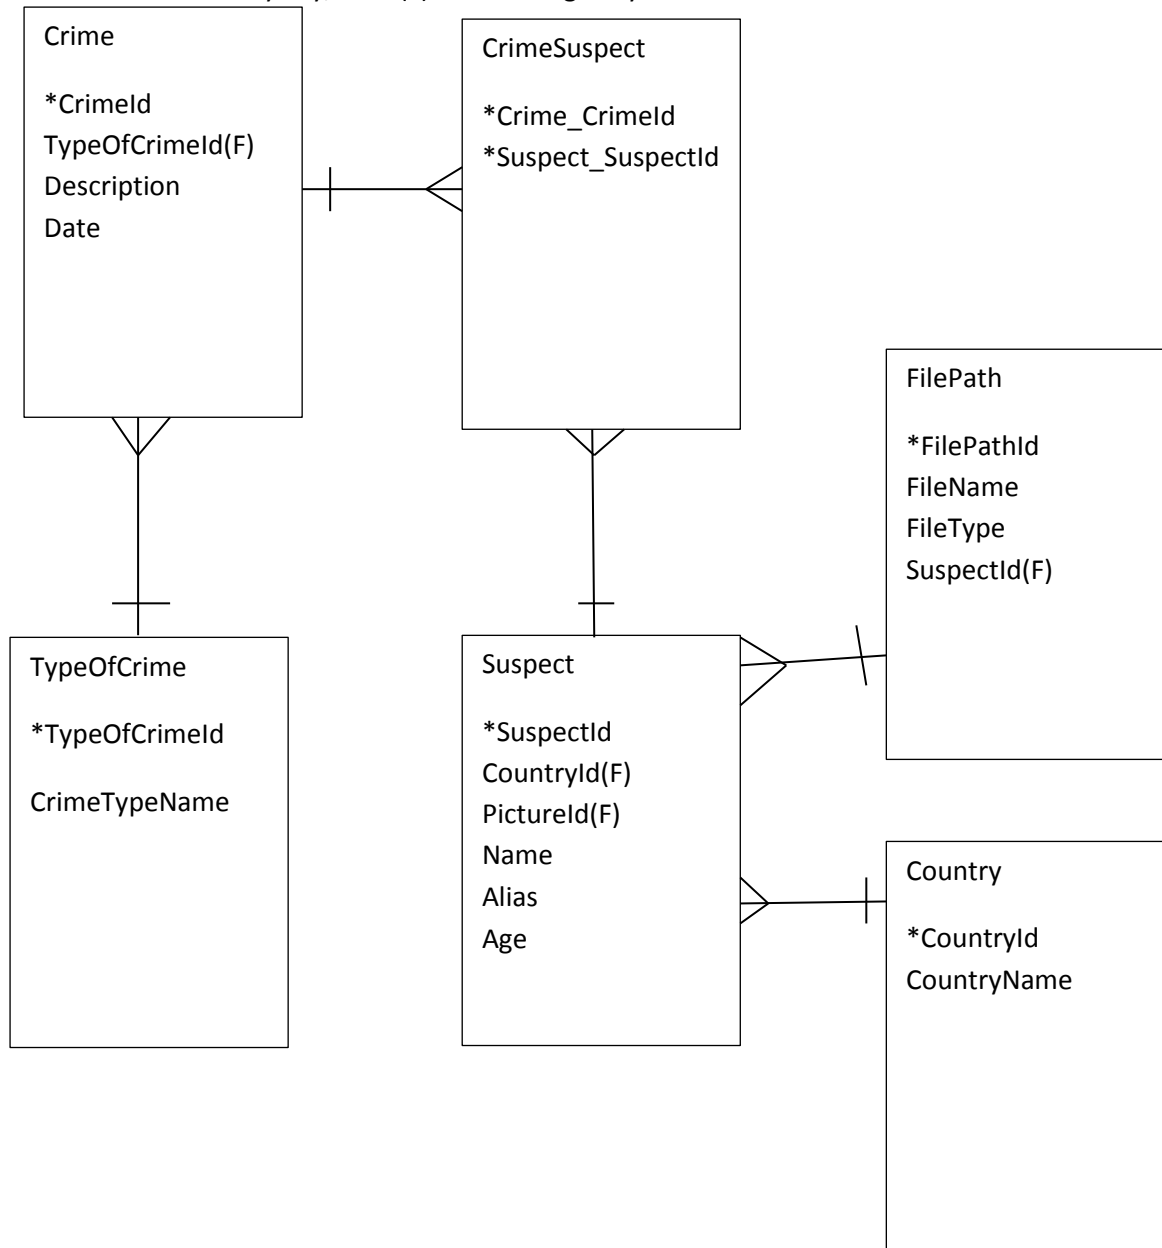 Crime
*CrimeId
TypeOfCrimeId(F)
Description
Date
CrimeSuspect
*Crime_CrimeId
*Suspect_SuspectId
FilePath
*FilePathId
FileName
FileType
SuspectId(F)
TypeOfCrime
*TypeOfCrimeId
CrimeTypeName
Suspect
*SuspectId
CountryId(F)
PictureId(F)
Name
Alias
Age
Country
*CountryId
CountryName